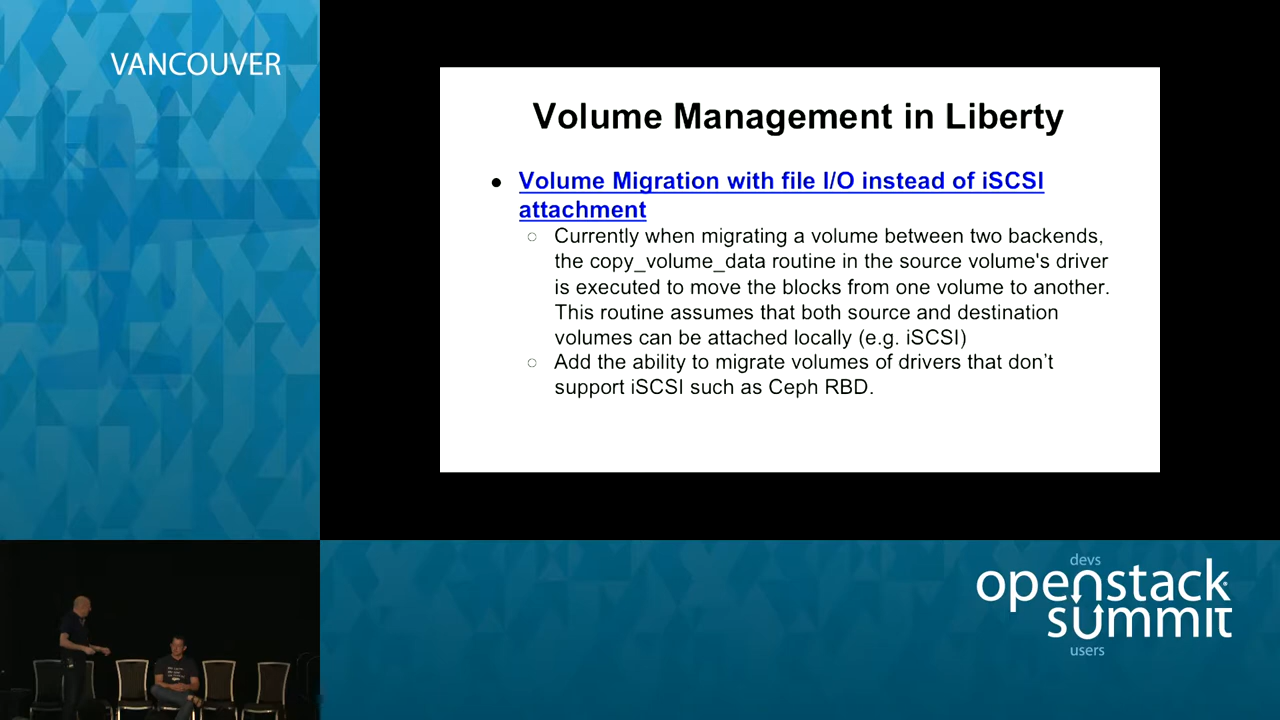 VANCOUVER
Volume Management in Liberty
● Volume Migration with file I/O instead of iSCSI
attachment
○ Currently when migrating a volume between two backends,
the copy_volume_data routine in the source volume's driver
is executed to move the blocks from one volume to another.
This routine assumes that both source and destination
volumes can be attached locally (e.g. iSCSI)
○ Add the ability to migrate volumes of drivers that don’t
support iSCSI such as Ceph RBD.
devs
openstack
summit
users